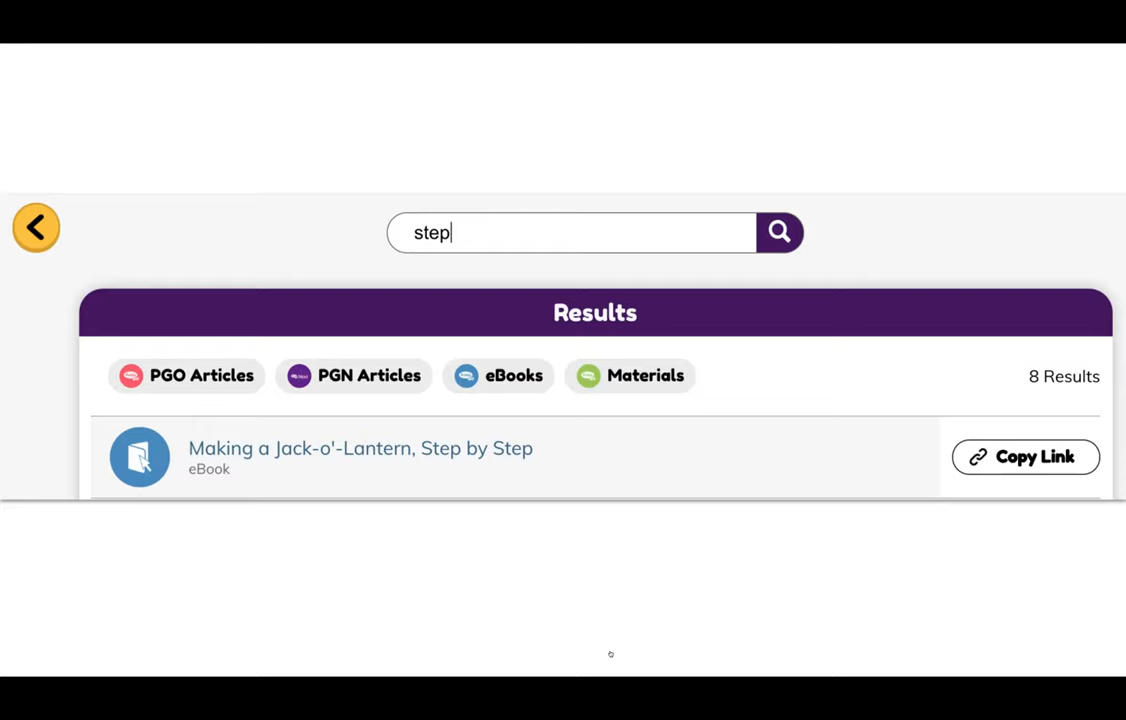 step
Results
PGO Articles PGN Articles eBooks Materials 8 Results
Making a Jack-o'-Lantern, Step by Step
eBook
Copy Link